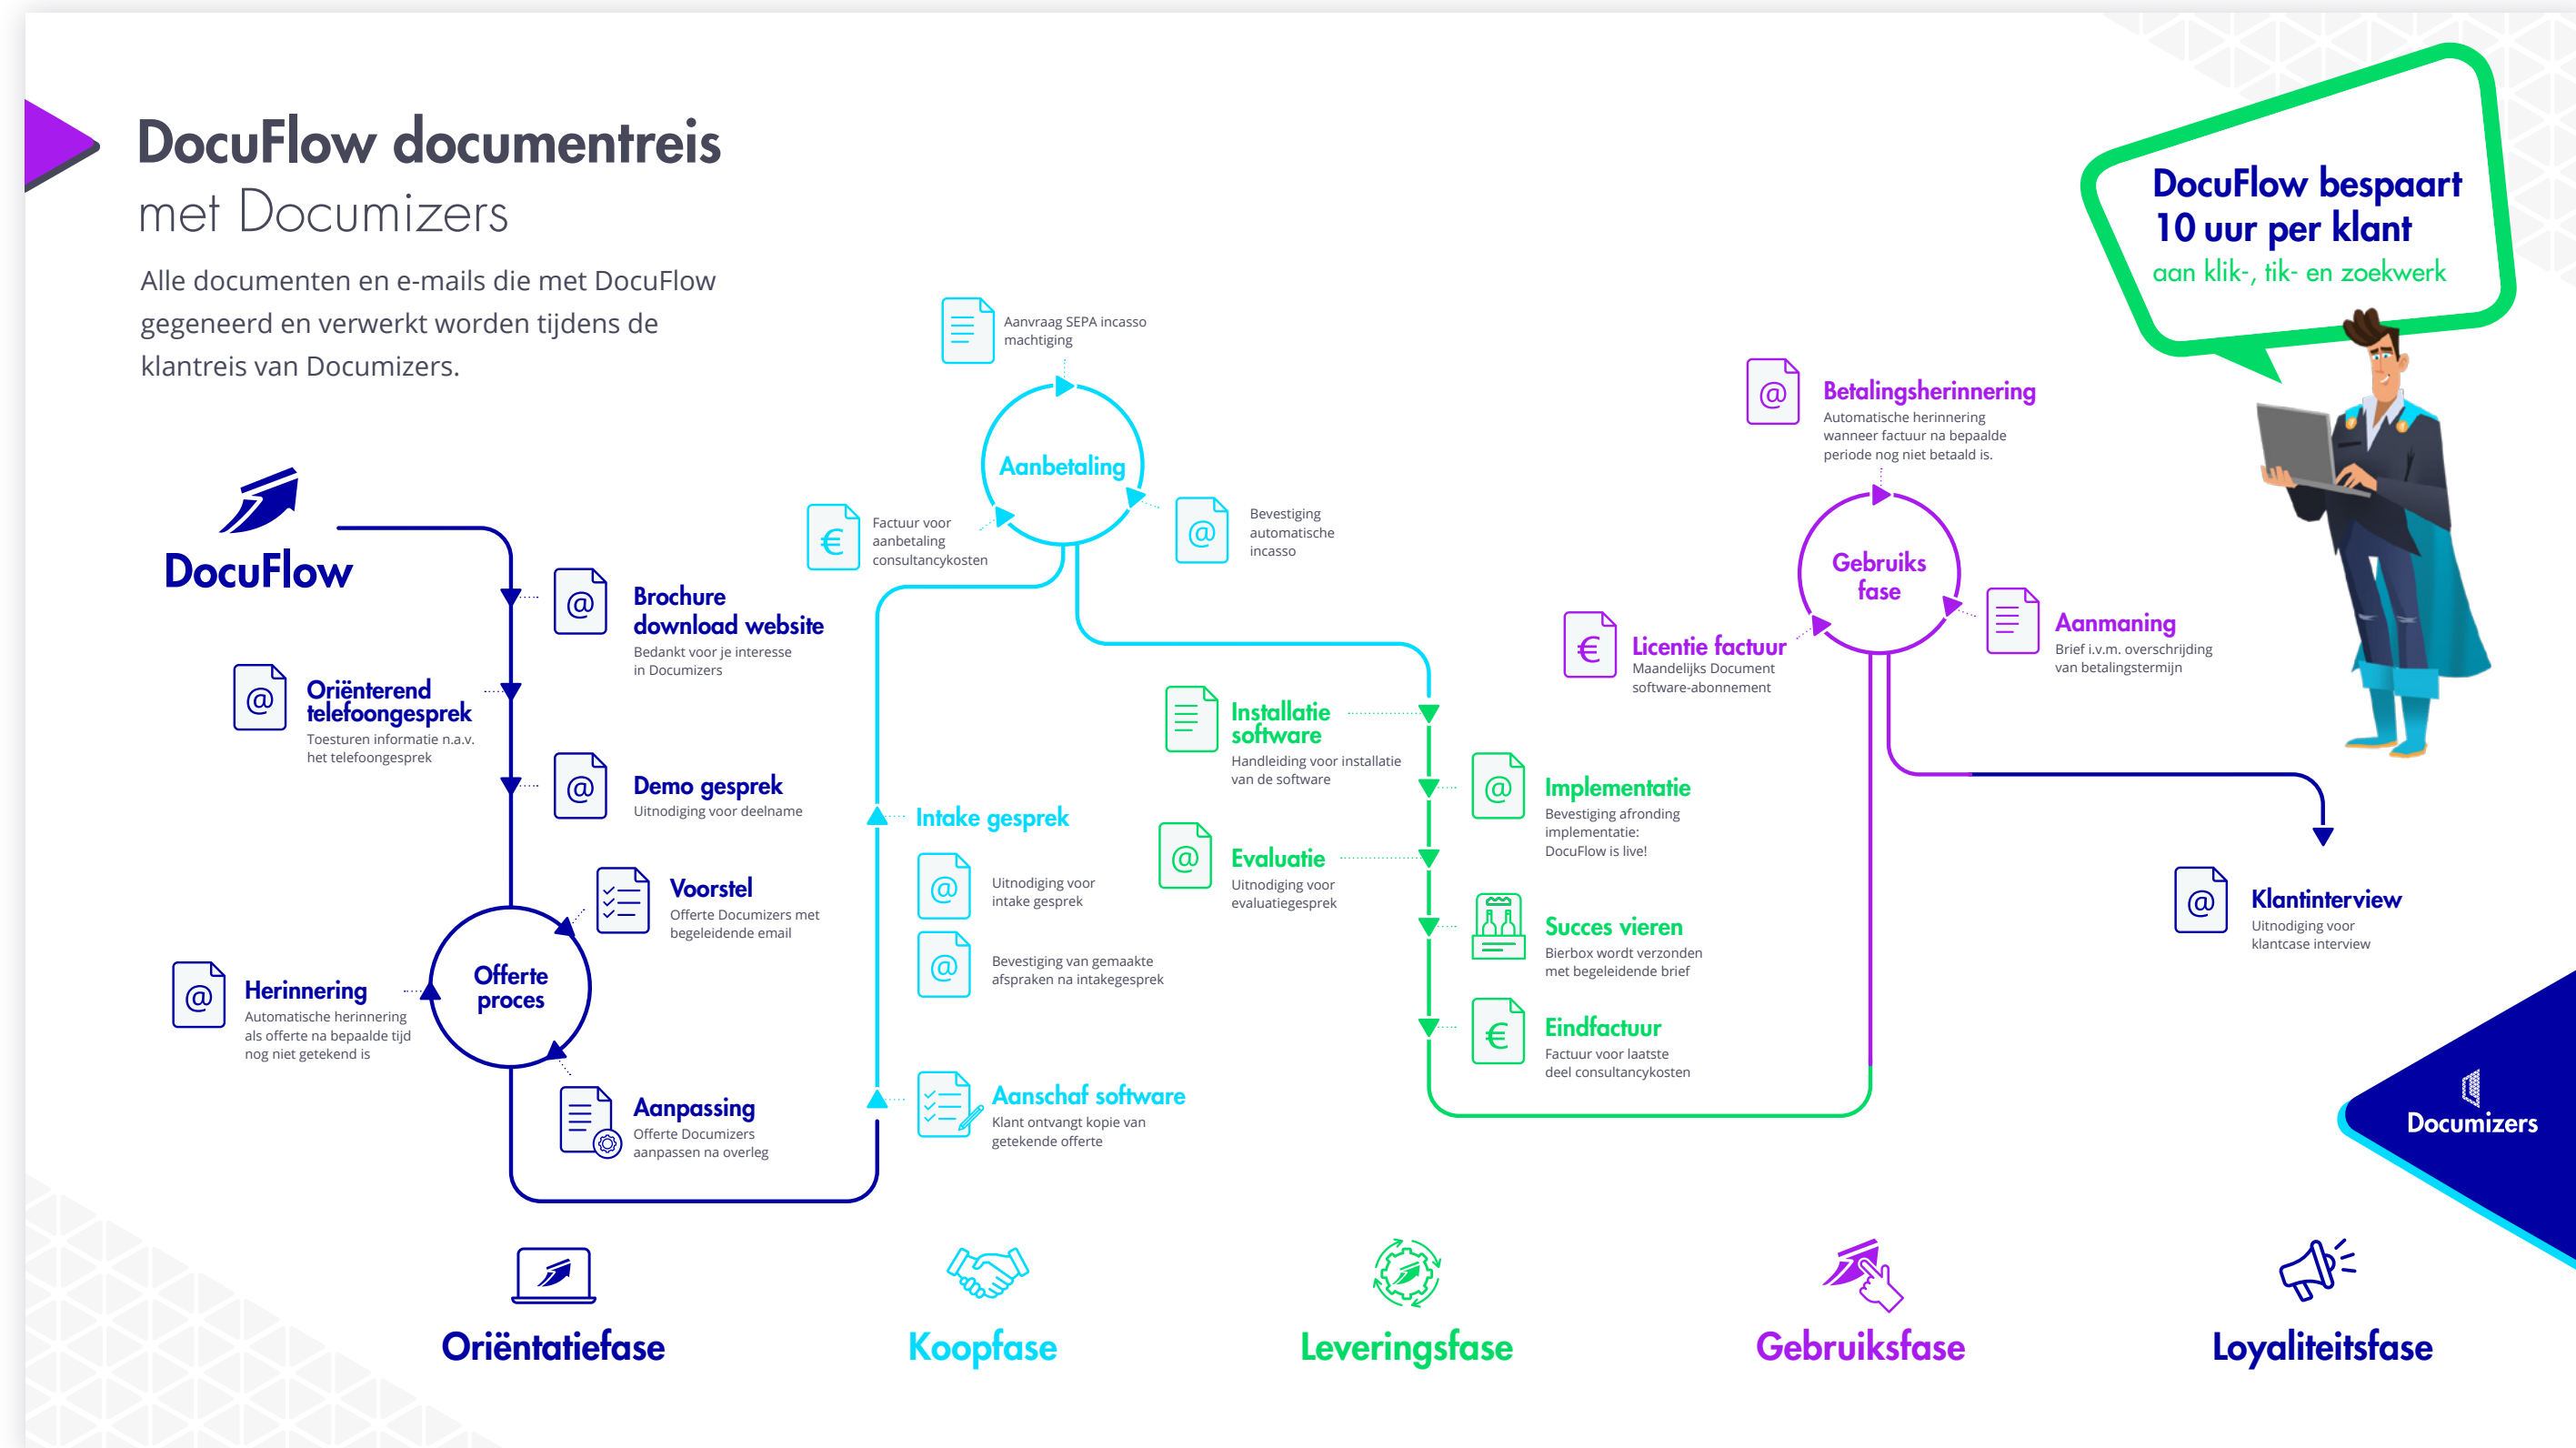 DocuFlow documentreis
met Documizers
Alle documenten en e-mails die met DocuFlow
gegeneerd en verwerkt worden tijdens de
klantreis van Documizers.
DocuFlow bespaart
10 uur per klant
aan klik-, tik- en zoekwerk
DocuFlow
@
Brochure
download website
Bedankt voor je interesse
in Documizers
@
Oriënterend
telefoongesprek
Toesturen informatie n.a.v.
het telefoongesprek
@
Demo gesprek
Uitnodiging voor deelname
Offerte
proces
Voorstel
Offerte Documizers met
begeleidende email
@
Herinnering
Automatische herinnering
als offerte na bepaalde tijd
nog niet getekend is
Aanpassing
Offerte Documizers
aanpassen na overleg
Aanschaf software
Klant ontvangt kopie van
getekende offerte
Intake gesprek
@
Uitnodiging voor
intake gesprek
@
Bevestiging van gemaakte
afspraken na intakegesprek
Aanbetaling
€
Factuur voor
aanbetaling
consultancykosten
Aanvraag SEPA incasso
machtiging
@
Bevestiging
automatische
incasso
Installatie
software
Handleiding voor installatie
van de software
@
Implementatie
Bevestiging afronding
implementatie:
DocuFlow is live!
@
Evaluatie
Uitnodiging voor
evaluatiegesprek
Succes vieren
Bierbox wordt verzonden
met begeleidende brief
€
Eindfactuur
Factuur voor laatste
deel consultancykosten
Gebruiks
fase
€
Licentie factuur
Maandelijks Document
software-abonnement
@
Betalingsherinnering
Automatische herinnering
wanneer factuur na bepaalde
periode nog niet betaald is.
Aanmaning
Brief i.v.m. overschrijding
van betalingstermijn
@
Klantinterview
Uitnodiging voor
klantcase interview
Documizers
Oriëntatiefase
Koopfase
Leveringsfase
Gebruiksfase
Loyaliteitsfase